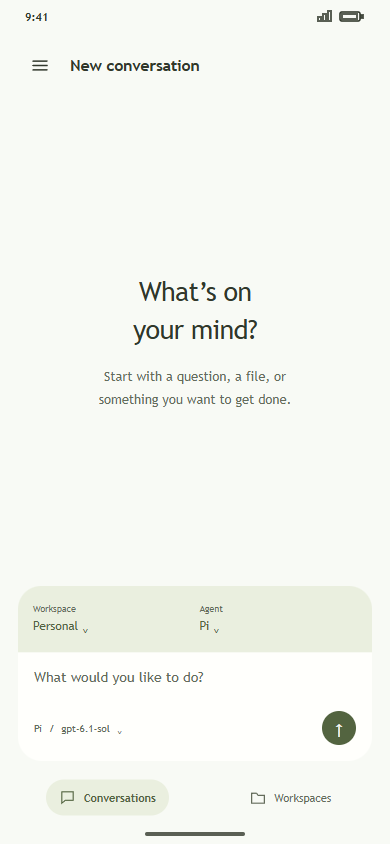 9:41
New conversation
What’s on
your mind?
Start with a question, a file, or
something you want to get done.
Workspace
Agent
Personal
Pi
What would you like to do?
Pi / gpt-6.1-sol
Conversations
Workspaces